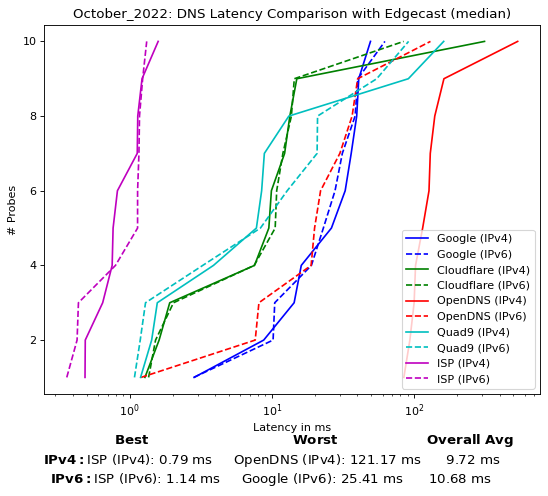 October_2022: DNS Latency Comparison with Edgecast (median)
10
8
6
4
2
# Probes
Google (IPv4)
Google (IPv6)
Cloudflare (IPv4)
Cloudflare (IPv6)
OpenDNS (IPv4)
OpenDNS (IPv6)
Quad9 (IPv4)
Quad9 (IPv6)
ISP (IPv4)
ISP (IPv6)
10⁰ 10¹ 10²
Latency in ms
Best Worst Overall Avg
IPv4: ISP (IPv4): 0.79 ms OpenDNS (IPv4): 121.17 ms 9.72 ms
IPv6: ISP (IPv6): 1.14 ms Google (IPv6): 25.41 ms 10.68 ms